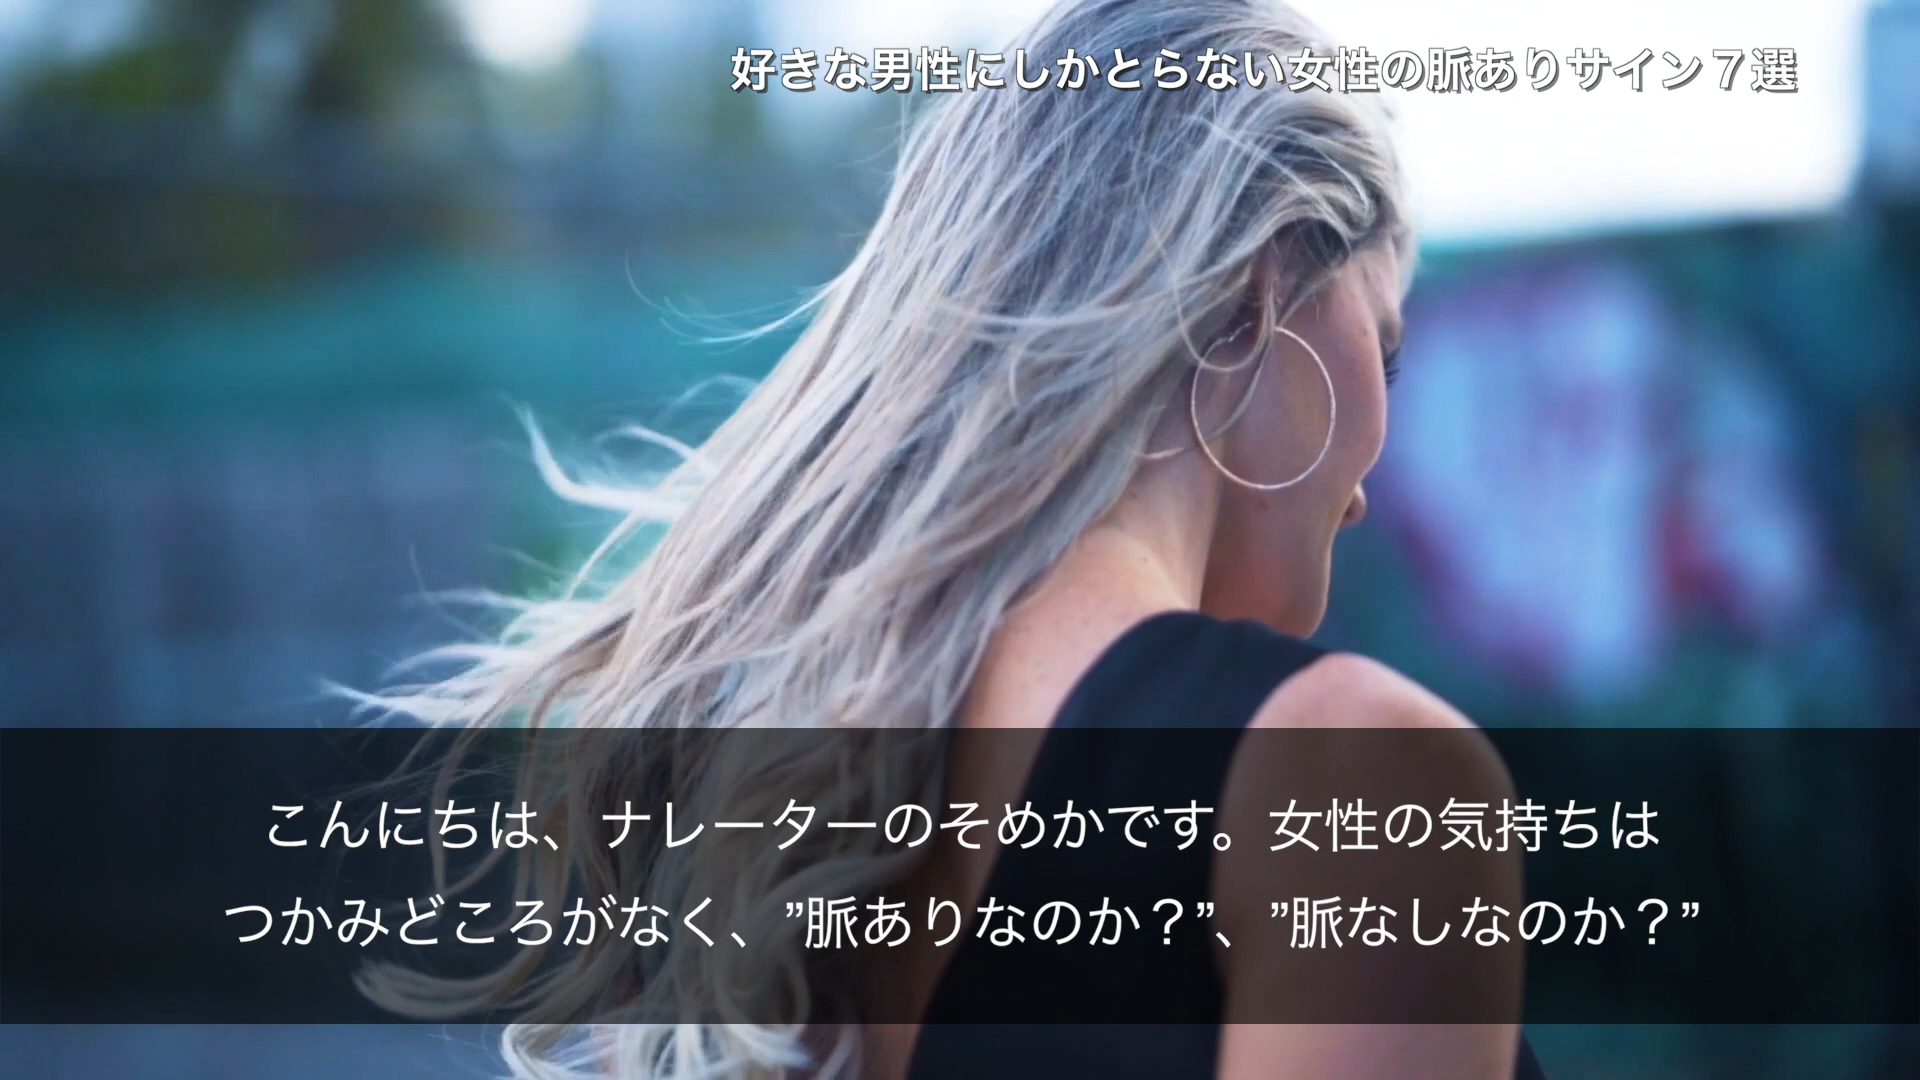 好きな男性にしかとらない女性の脈ありサイン７選
こんにちは、ナレーターのそめかです。女性の気持ちは
つかみどころがなく、”脈ありなのか？”、”脈なしなのか？”